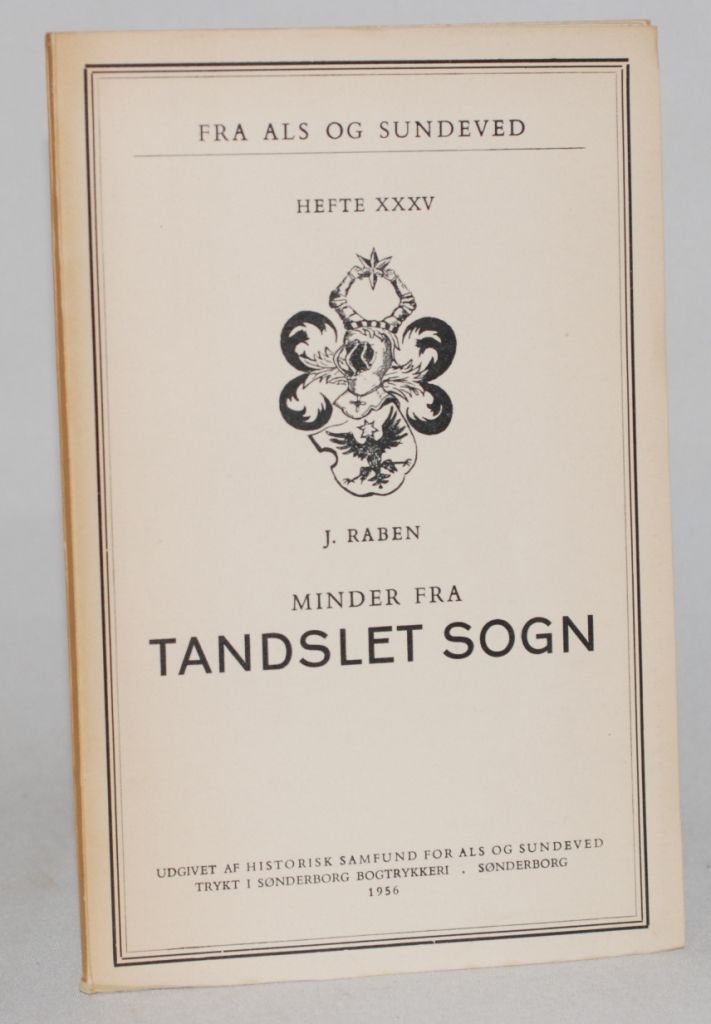 FRA ALS OG SUNDEVED
HEFTE XXXV
J. RABEN
MINDER FRA
TANDSLET SOGN
UDGIVET AF HISTORISK SAMFUND FOR ALS OG SUNDEVED
TRYKT I SØNDERBORG BOGTRYKKERI . SØNDERBORG
1956